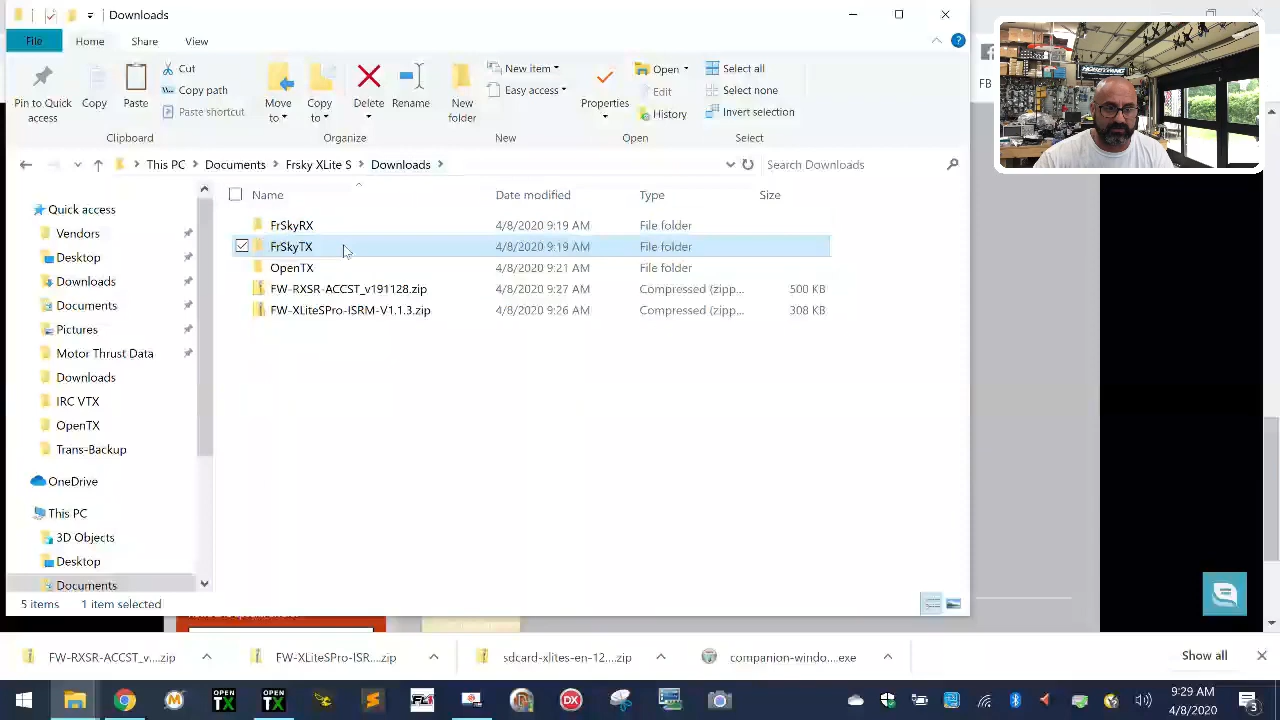 Downloads
File
Home
Share
View
Pin to Quick access
Copy
Paste
Cut
Copy path
Paste shortcut
Clipboard
Move to
Copy to
Delete
Rename
Organize
New folder
New item
Easy access
New
Properties
Open
Edit
History
Open
Select all
Select none
Invert selection
Select
FB
HOBBYWING
This PC
Documents
Downloads
Search Downloads
Name
Date modified
Type
Size
FrSkyRX 4/8/2020 9:19 AM File folder
FrSkyTX 4/8/2020 9:19 AM File folder
OpenTX 4/8/2020 9:21 AM File folder
FW-RXSR-ACCST_v191128.zip 4/8/2020 9:27 AM Compressed (zipp... 500 KB
FW-XLiteSPro-ISRM-V1.1.3.zip 4/8/2020 9:26 AM Compressed (zipp... 308 KB
Quick access
Vendors
Desktop
Downloads
Documents
Pictures
Motor Thrust Data
Downloads
IRC VTX
OpenTX
Trans-Backup
OneDrive
This PC
3D Objects
Desktop
Documents
5 items
1 item selected
FW-RXSR-ACCST_v....zip
FW-XLiteSPro-ISR....zip
sdcard-xlites-en-12....zip
companion-windo....exe
Show all
OPEN TX
OPEN TX
9:29 AM
4/8/2020
3